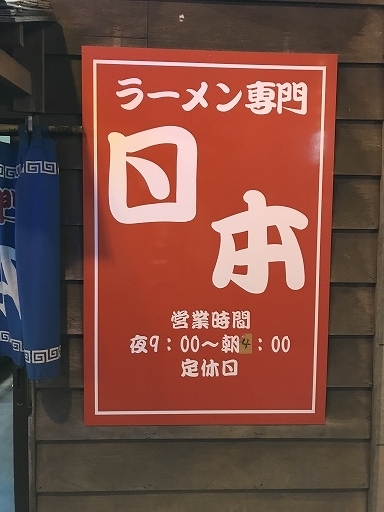 ラーメン専門
日本
営業時間
夜9：00～朝4：00
定休日